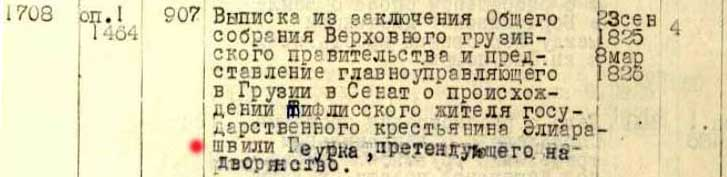 1708 оп.1 907 Выписка из заключения Общего 23сен 4
1464 собрания Верховного грузин- 1825
ского правительства и пред- 8мар
ставление главноуправляющего 1826
в Грузии в Сенат о происхож-
дении Тифлисского жителя госу-
дарственного крестьянина Элиара-
швили Геурка, претендующего на
дворянство.